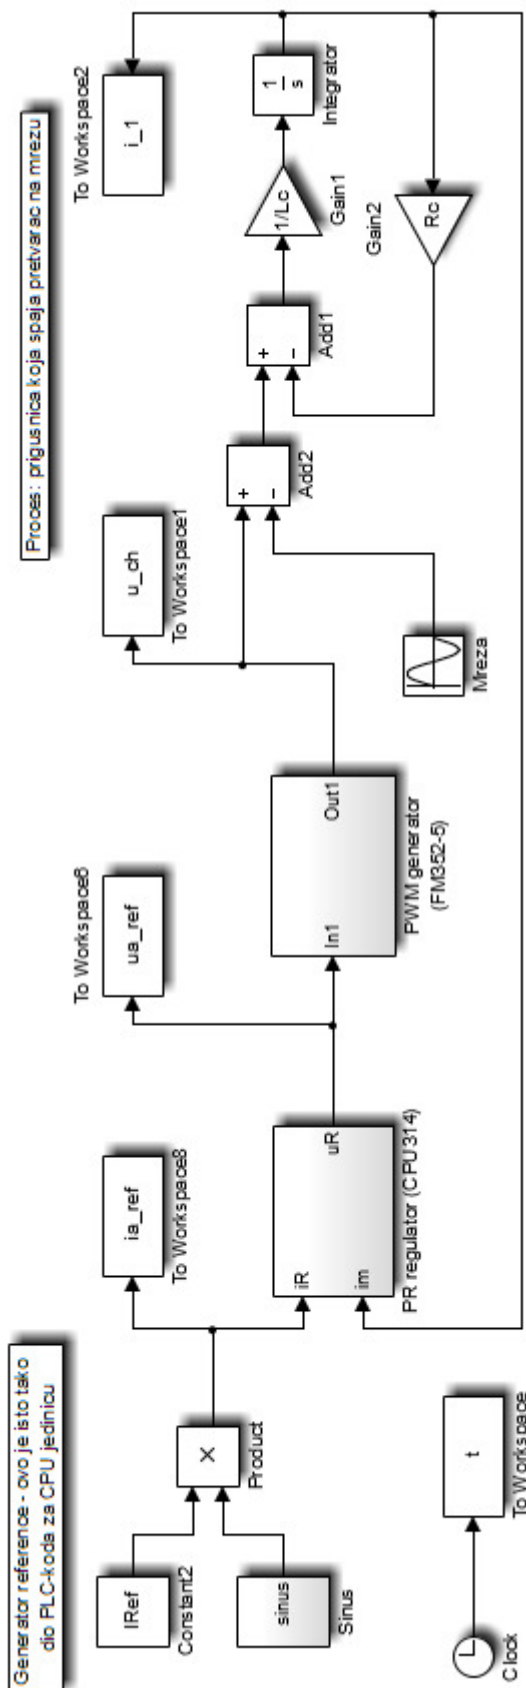 Generator reference - ovo je isto tako
dio PLC-koda za CPU jedinicu
Proces: prigusnica koja spaja pretvarac na mrezu
IRef
Constant2
sinus
Sinus
×
Product
ia_ref
To Workspace8
iR
im
uR
PR regulator (CPU314)
ua_ref
To Workspace6
In1
Out1
PWM generator
(FM352-5)
u_ch
To Workspace1
Mreza
+
-
Add2
+
-
Add1
1/Lc
Gain1
1
s
Integrator
Rc
Gain2
i_1
To Workspace2
Clock
t
To Workspace